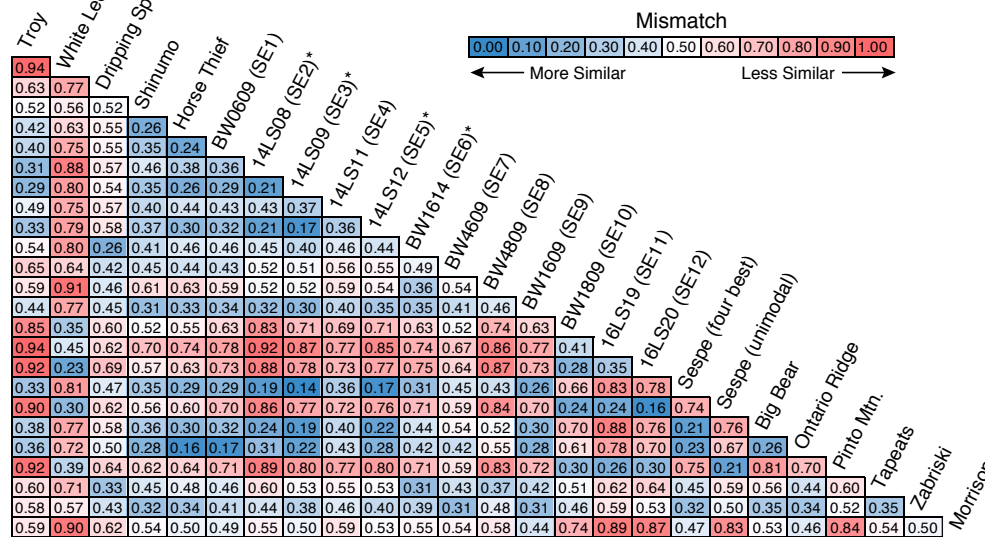 Mismatch
0.00 0.10 0.20 0.30 0.40 0.50 0.60 0.70 0.80 0.90 1.00
More Similar Less Similar
Troy
White
Dripping
Shinumo
Horse Thief
BW0609 (SE1)
14LS08 (SE2)*
14LS09 (SE3)*
14LS11 (SE4)
14LS12 (SE5)*
BW1614 (SE6)*
BW4609 (SE7)
BW4809 (SE8)
BW1609 (SE9)
BW1809 (SE10)
16LS19 (SE11)
16LS20 (SE12)
Sespe (four best)
Sespe (unimodal)
Big Bear
Ontario Ridge
Pinto Mtn.
Tapeats
Zabriski
Morrison
0.94
0.63 0.77
0.52 0.56 0.52
0.42 0.63 0.55 0.26
0.40 0.75 0.55 0.35 0.24
0.31 0.88 0.57 0.46 0.38 0.36
0.29 0.80 0.54 0.35 0.26 0.29 0.21
0.49 0.75 0.57 0.40 0.44 0.43 0.43 0.37
0.33 0.79 0.58 0.37 0.30 0.32 0.21 0.17 0.36
0.54 0.80 0.26 0.41 0.46 0.46 0.45 0.40 0.46 0.44
0.65 0.64 0.42 0.45 0.44 0.43 0.52 0.51 0.56 0.55 0.49
0.59 0.91 0.46 0.61 0.63 0.59 0.52 0.52 0.59 0.54 0.36 0.54
0.44 0.77 0.45 0.31 0.33 0.34 0.32 0.30 0.40 0.35 0.35 0.41 0.46
0.85 0.35 0.60 0.52 0.55 0.63 0.83 0.71 0.69 0.71 0.63 0.52 0.74 0.63
0.94 0.45 0.62 0.70 0.74 0.78 0.92 0.87 0.77 0.85 0.74 0.67 0.86 0.77 0.41
0.92 0.23 0.69 0.57 0.63 0.73 0.88 0.78 0.73 0.77 0.75 0.64 0.87 0.73 0.28 0.35
0.33 0.81 0.47 0.35 0.29 0.29 0.19 0.14 0.36 0.17 0.31 0.45 0.43 0.26 0.66 0.83 0.78
0.90 0.30 0.62 0.56 0.60 0.70 0.86 0.77 0.72 0.76 0.71 0.59 0.84 0.70 0.24 0.24 0.16 0.74
0.38 0.77 0.58 0.36 0.30 0.32 0.24 0.19 0.40 0.22 0.44 0.54 0.52 0.30 0.70 0.88 0.76 0.21 0.76
0.36 0.72 0.50 0.28 0.16 0.17 0.31 0.22 0.43 0.28 0.42 0.42 0.55 0.28 0.61 0.78 0.70 0.23 0.67 0.26
0.92 0.39 0.64 0.62 0.64 0.71 0.89 0.80 0.77 0.80 0.71 0.59 0.83 0.72 0.30 0.26 0.30 0.75 0.21 0.81 0.70
0.60 0.71 0.33 0.45 0.48 0.46 0.60 0.53 0.55 0.53 0.31 0.43 0.37 0.42 0.51 0.62 0.64 0.45 0.59 0.56 0.44 0.60
0.58 0.57 0.43 0.32 0.34 0.41 0.44 0.38 0.46 0.40 0.39 0.31 0.48 0.31 0.46 0.59 0.53 0.32 0.50 0.35 0.34 0.52 0.35
0.59 0.90 0.62 0.54 0.50 0.49 0.55 0.50 0.59 0.53 0.55 0.54 0.58 0.44 0.74 0.89 0.87 0.47 0.83 0.53 0.46 0.84 0.54 0.50